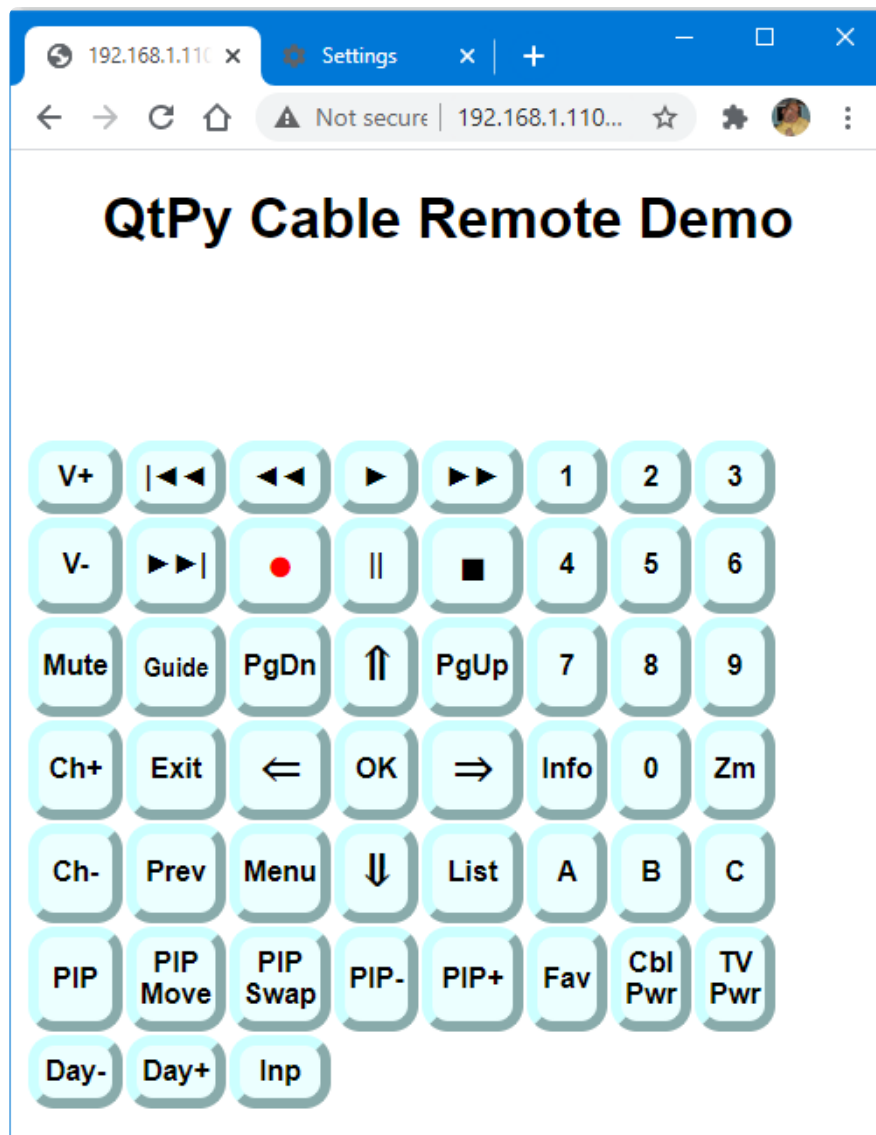 192.168.1.110 Settings
Not secure 192.168.1.110...
QtPy Cable Remote Demo
V+ |◄◄ ◄◄ ► ►► 1 2 3
V- ►►| ● || ■ 4 5 6
Mute Guide PgDn ⇑ PgUp 7 8 9
Ch+ Exit ⇐ OK ⇒ Info 0 Zm
Ch- Prev Menu ⇓ List A B C
PIP PIP Move PIP Swap PIP- PIP+ Fav Cbl Pwr TV Pwr
Day- Day+ Inp